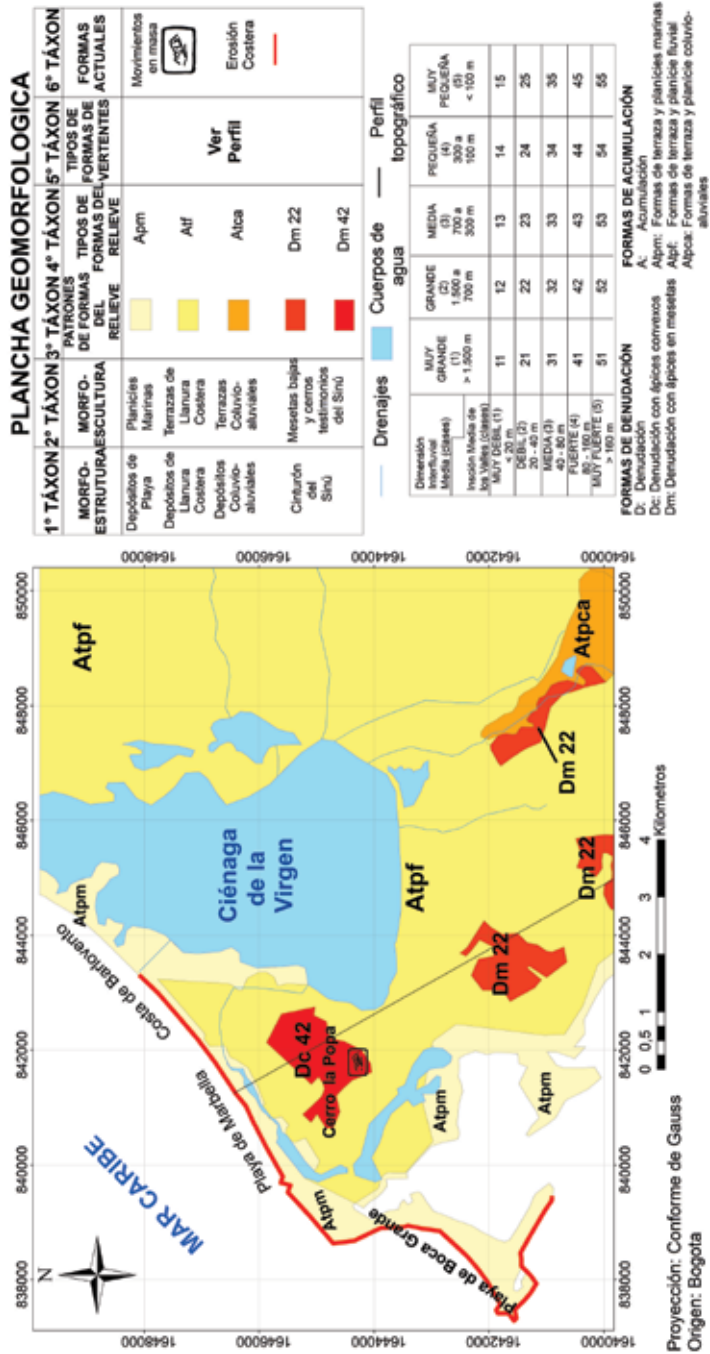 PLANCHA GEOMORFOLOGICA
1° TÁXON 2° TÁXON 3° TÁXON 4° TÁXON 5° TÁXON 6° TÁXON
MORFO-ESTRUTURA
MORFO-ESCULTURA
PATRONES DE FORMAS DEL RELIEVE
TIPOS DE FORMAS DEL RELIEVE
TIPOS DE FORMAS DE VERTENTES
FORMAS ACTUALES
Depósitos de Playa
Planicies Marinas
Apm
Depósitos de Llanura Costera
Terrazas de Llanura Costera
Atf
Depósitos Coluvio-aluviales
Terrazas Coluvio-aluviales
Atca
Cinturón del Sinú
Mesetas bajas y cerros testimonios del Sinú
Dm 22
Dm 42
Ver Perfil
Movimientos en masa
Erosión Costera
Drenajes
Cuerpos de agua
Perfil topográfico
Dimensión Interfluvial Media (clases)
Insción Media de los Valles (clases)
MUY GRANDE (1) > 1.500 m
GRANDE (2) 1.500 a 700 m
MEDIA (3) 700 a 300 m
PEQUEÑA (4) 300 a 100 m
MUY PEQUEÑA (5) < 100 m
MUY DEBIL (1) < 20 m 11 12 13 14 15
DEBIL (2) 20 - 40 m 21 22 23 24 25
MEDIA (3) 40 - 80 m 31 32 33 34 35
FUERTE (4) 80 - 160 m 41 42 43 44 45
MUY FUERTE (5) > 160 m 51 52 53 54 55
FORMAS DE DENUDACIÓN
D: Denudación
Dc: Denudación con ápices convexos
Dm: Denudación con ápices en mesetas
FORMAS DE ACUMULACIÓN
A: Acumulación
Atpm: Formas de terraza y planicies marinas
Atpf: Formas de terraza y planicie fluvial
Atpca: Formas de terraza y planicie coluvio-aluviales
838000 840000 842000 844000 846000 848000 850000
1648000
1646000
1644000
1642000
1640000
N
MAR CARIBE
Costa de Barlovento
Playa de Marbella
Playa de Boca Grande
Atpm
Atpf
Ciénaga de la Virgen
Dc 42
Cerro la Popa
Atpm
Atpm
Atpm
Atpf
Dm 22
Dm 22
Dm 22
Atpca
838000 840000 842000 844000 846000 848000 850000
1648000
1646000
1644000
1642000
1640000
0 0,5 1 2 3 4
Kilometros
Proyección: Conforme de Gauss
Origen: Bogota